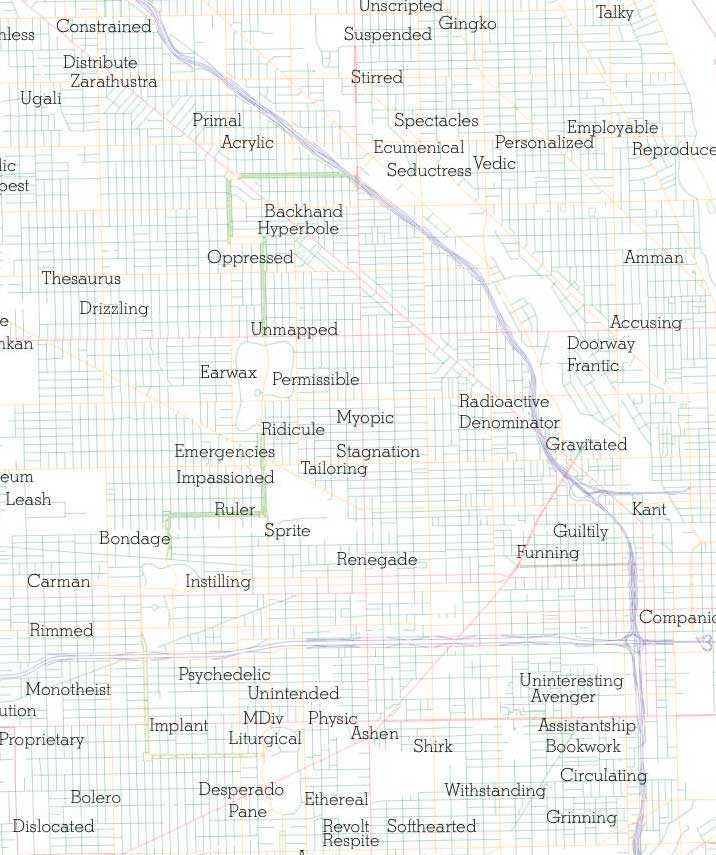 Unscripted
Talky
Gingko
Constrained
Suspended
Distribute
Stirred
Zarathustra
Ugali
Primal
Spectacles
Employable
Acrylic
Personalized
Ecumenical
Reproduce
Vedic
Seductress
Backhand
Hyperbole
Oppressed
Amman
Thesaurus
Drizzling
Accusing
Unmapped
Doorway
Frantic
Earwax
Permissible
Radioactive
Myopic
Denominator
Ridicule
Gravitated
Emergencies
Stagnation
Tailoring
Impassioned
eum
Leash
Ruler
Kant
Sprite
Guiltily
Bondage
Funning
Renegade
Carman
Instilling
Companio
Rimmed
Psychedelic
Uninteresting
Monotheist
Unintended
Avenger
ution
MDiv
Physic
Implant
Assistantship
Ashen
Proprietary
Liturgical
Shirk
Bookwork
Circulating
Desperado
Withstanding
Bolero
Ethereal
Pane
Grinning
Dislocated
Revolt
Softhearted
Respite